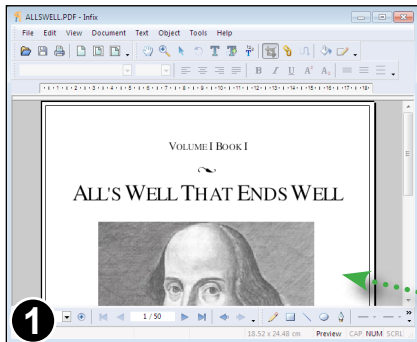 ALLSWELL.PDF - Infix
File Edit View Document Text Object Tools Help
B I U A A
VOLUME I BOOK I
ALL'S WELL THAT ENDS WELL
1 / 50
18.52 x 24.48 cm Preview CAP NUM SCRL
1